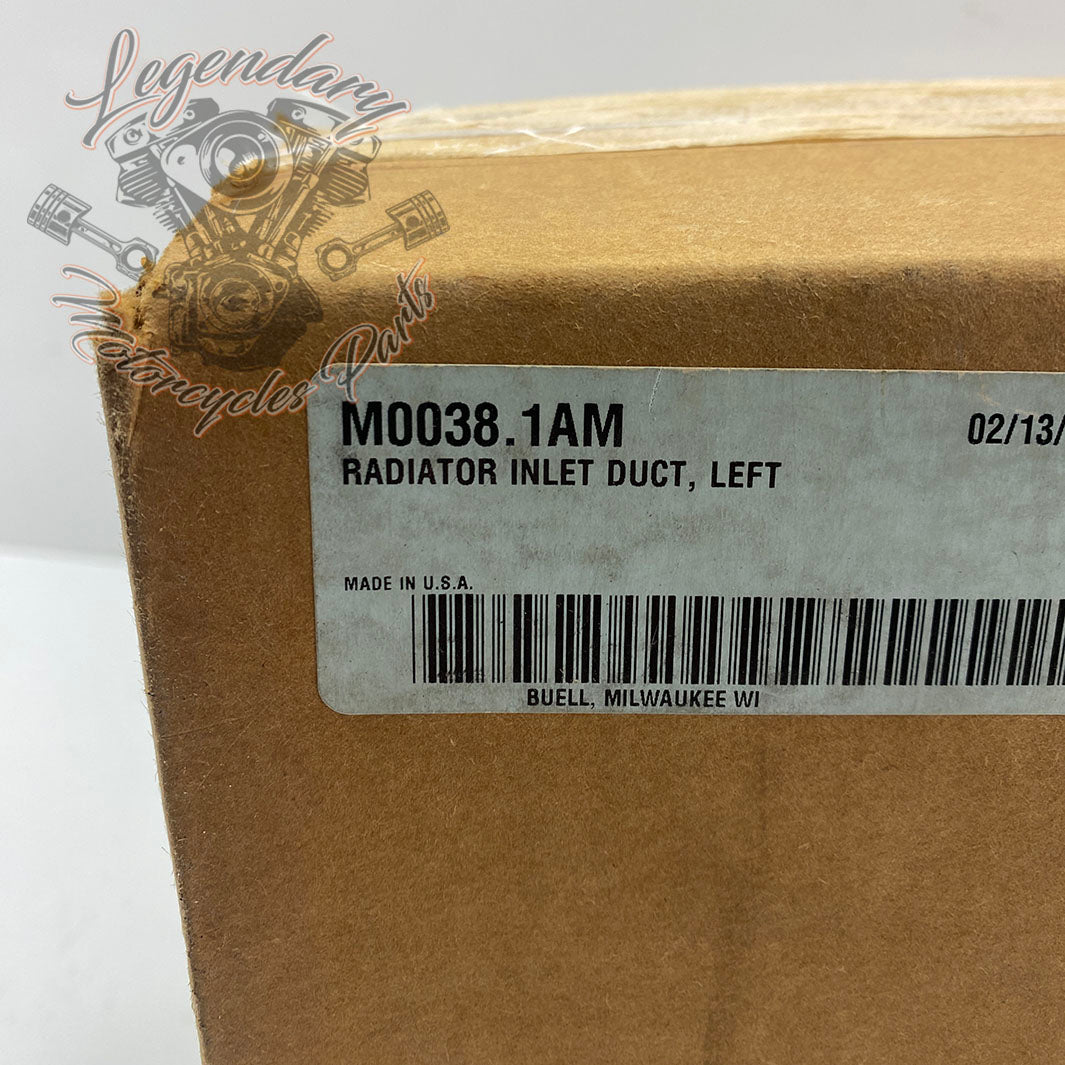 Legendary
Motorcycles Parts
M0038.1AM 02/13/
RADIATOR INLET DUCT, LEFT
MADE IN U.S.A.
BUELL, MILWAUKEE WI